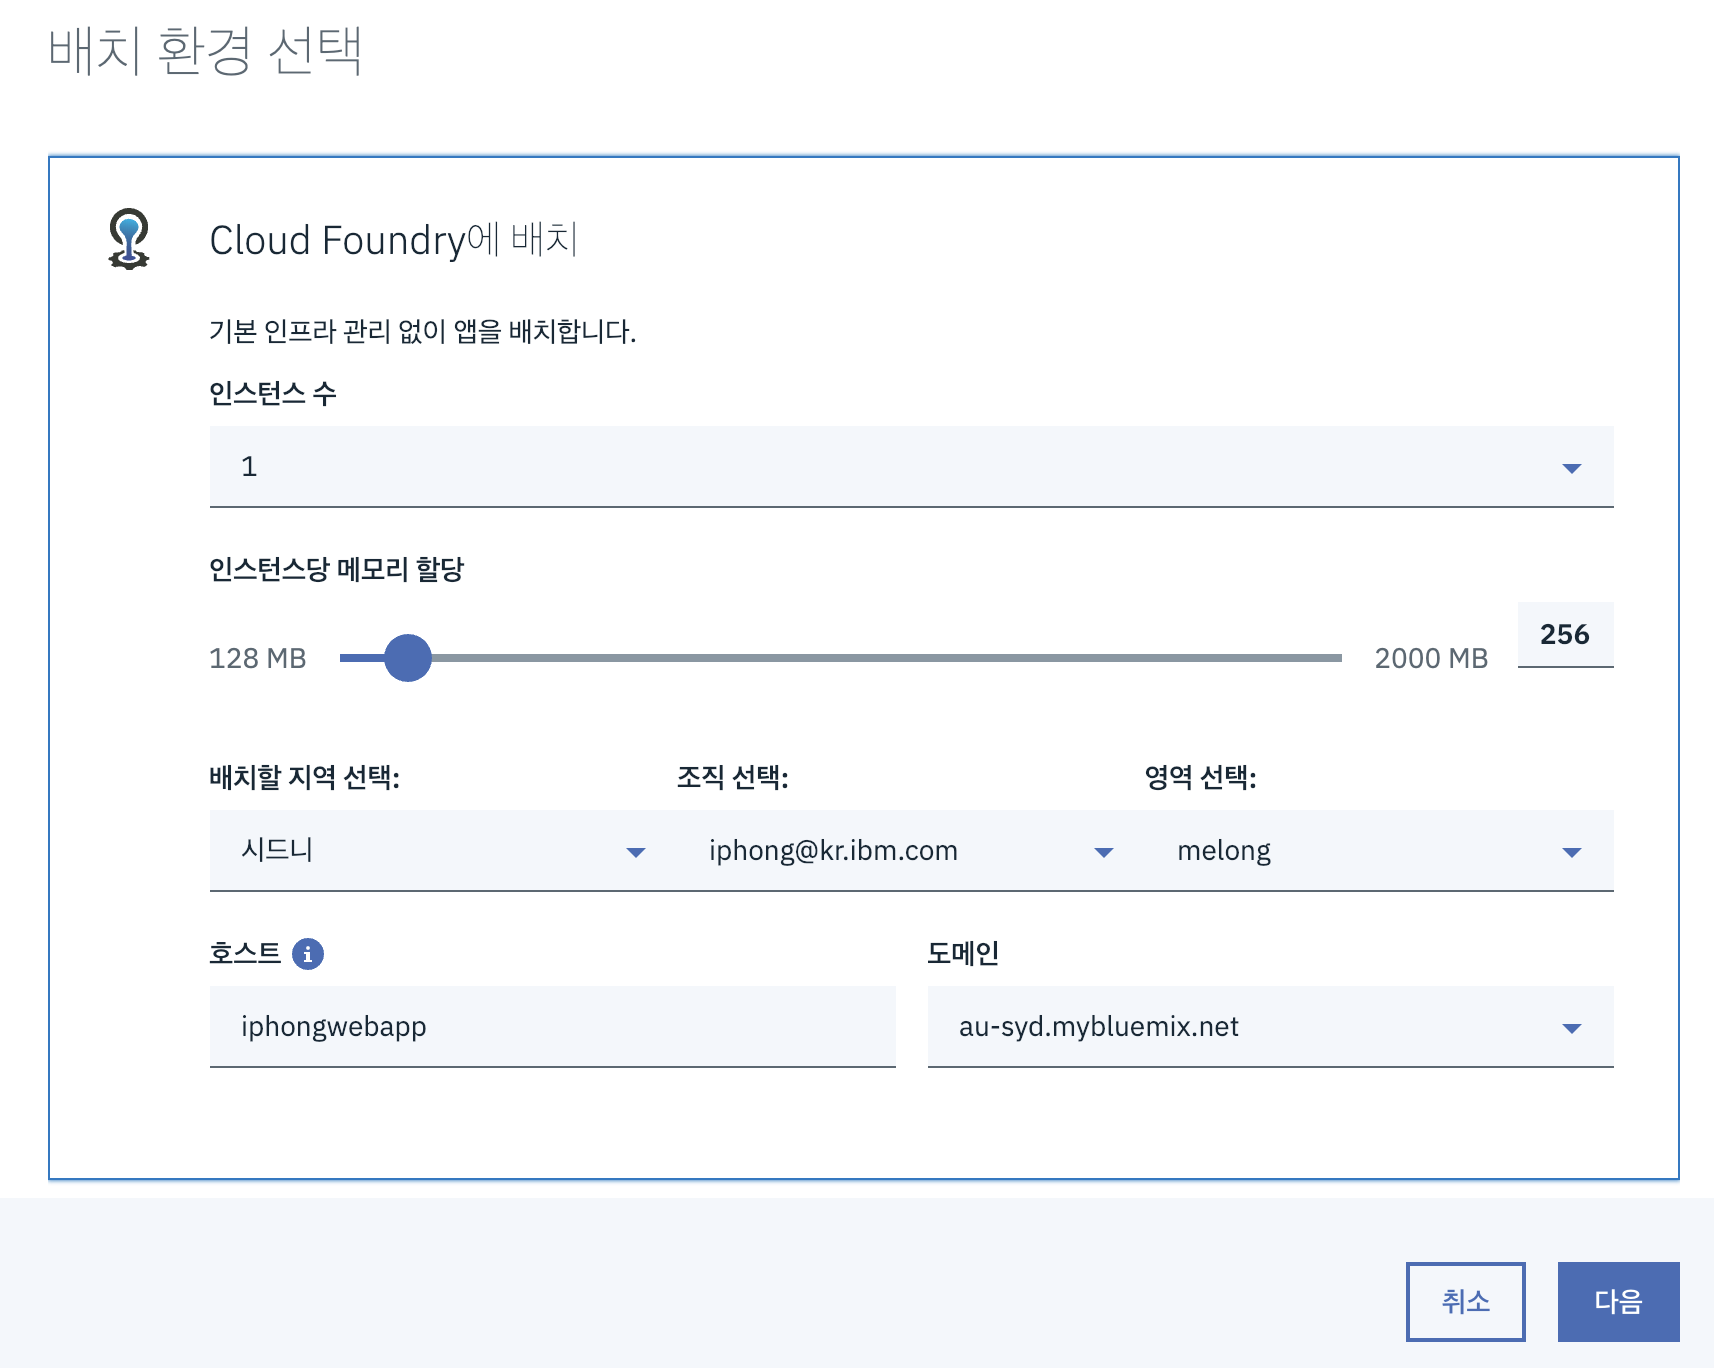 배치 환경 선택
Cloud Foundry에 배치
기본 인프라 관리 없이 앱을 배치합니다.
인스턴스 수
1
인스턴스당 메모리 할당
128 MB 2000 MB 256
배치할 지역 선택: 조직 선택: 영역 선택:
시드니 iphong@kr.ibm.com melong
호스트 i 도메인
iphongwebapp au-syd.mybluemix.net
취소 다음